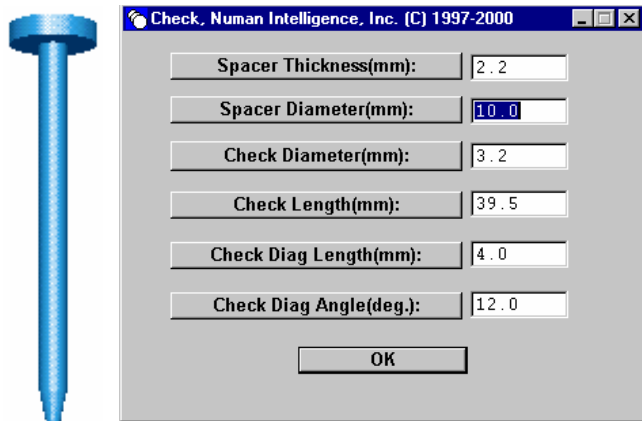 Check, Numan Intelligence, Inc. (C) 1997-2000
Spacer Thickness(mm): 2.2
Spacer Diameter(mm): 10.0
Check Diameter(mm): 3.2
Check Length(mm): 39.5
Check Diag Length(mm): 4.0
Check Diag Angle(deg.): 12.0
OK